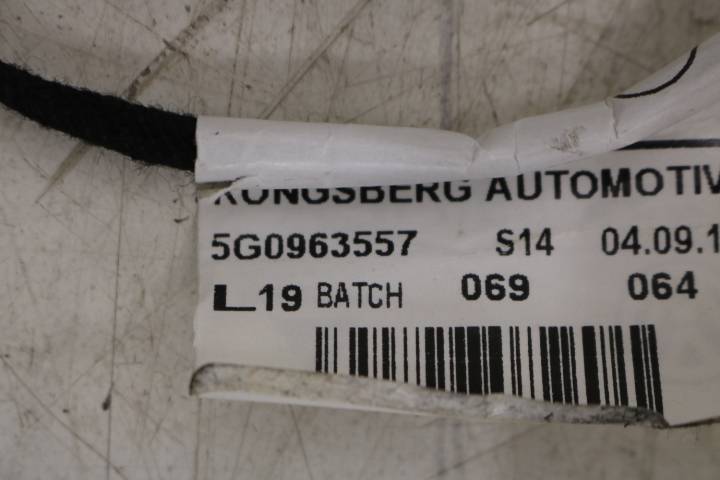 KONGSBERG AUTOMOTIV
5G0963557 S14 04.09.1
L19 BATCH 069 064